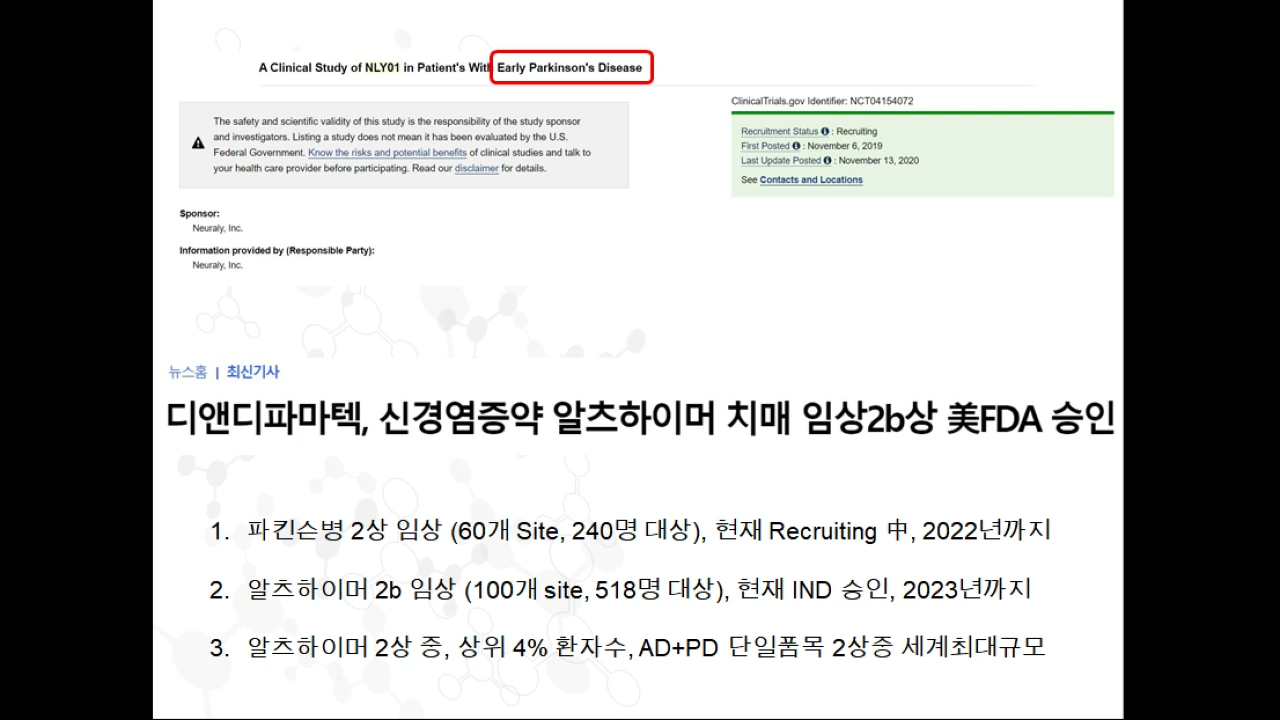 A Clinical Study of NLY01 in Patient's With Early Parkinson's Disease
ClinicalTrials.gov Identifier: NCT04154072
The safety and scientific validity of this study is the responsibility of the study sponsor
and investigators. Listing a study does not mean it has been evaluated by the U.S.
Federal Government. Know the risks and potential benefits of clinical studies and talk to
your health care provider before participating. Read our disclaimer for details.
Recruitment Status : Recruiting
First Posted : November 6, 2019
Last Update Posted : November 13, 2020
See Contacts and Locations
Sponsor:
Neuraly, Inc.
Information provided by (Responsible Party):
Neuraly, Inc.
뉴스홈 | 최신기사
디앤디파마텍, 신경염증약 알츠하이머 치매 임상2b상 美FDA 승인
1. 파킨슨병 2상 임상 (60개 Site, 240명 대상), 현재 Recruiting 中, 2022년까지
2. 알츠하이머 2b 임상 (100개 site, 518명 대상), 현재 IND 승인, 2023년까지
3. 알츠하이머 2상 중, 상위 4% 환자수, AD+PD 단일품목 2상중 세계최대규모